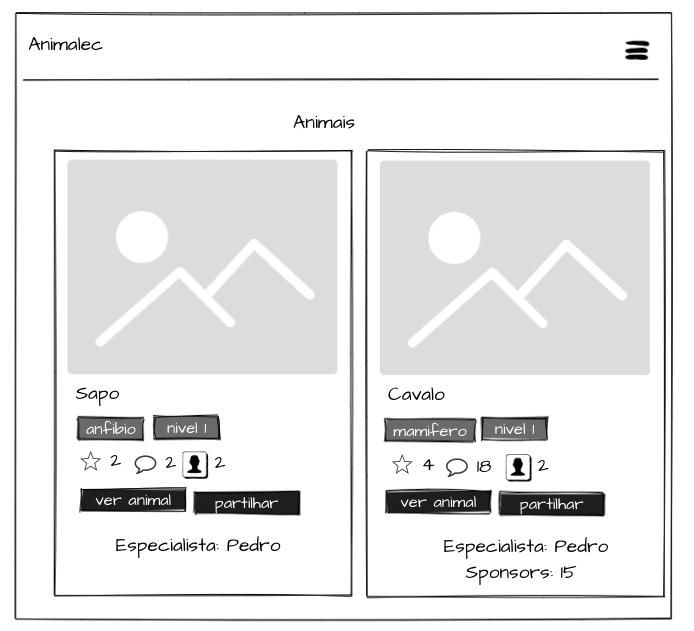 Animalec
Animais
Sapo
anfibio nivel 1
2 2 2
ver animal partilhar
Especialista: Pedro
Cavalo
mamifero nivel 1
4 18 2
ver animal partilhar
Especialista: Pedro
Sponsors: 15